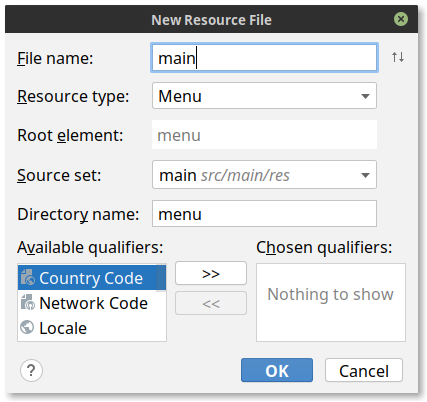 New Resource File
File name: main
Resource type: Menu
Root element: menu
Source set: main src/main/res
Directory name: menu
Available qualifiers: Chosen qualifiers:
Country Code >> Nothing to show
Network Code <<
Locale
? OK Cancel